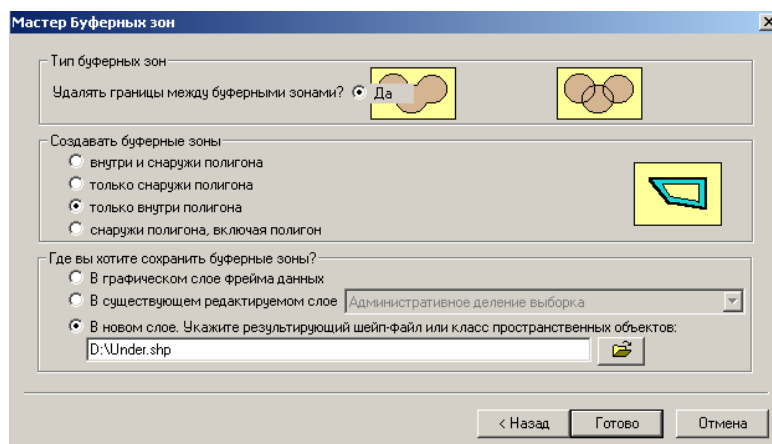 Мастер Буферных зон
Тип буферных зон
Удалять границы между буферными зонами? Да
Создавать буферные зоны
внутри и снаружи полигона
только снаружи полигона
только внутри полигона
снаружи полигона, включая полигон
Где вы хотите сохранить буферные зоны?
В графическом слое фрейма данных
В существующем редактируемом слое Административное деление выборка
В новом слое. Укажите результирующий шейп-файл или класс пространственных объектов:
D:\Under.shp
< Назад Готово Отмена